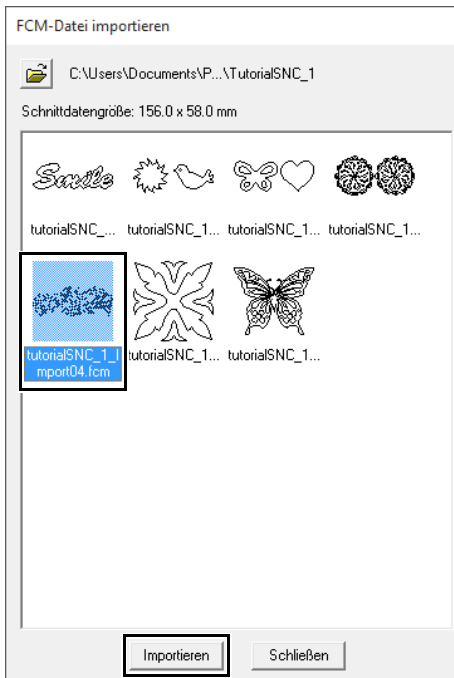 FCM-Datei importieren
C:\Users\Documents\P...\TutorialSNC_1
Schnittdatengröße: 156.0 x 58.0 mm
Smile
tutorialSNC_... tutorialSNC_1... tutorialSNC_1... tutorialSNC_1...
tutorialSNC_1_I
mport04.fcm
tutorialSNC_1... tutorialSNC_1...
Importieren Schließen